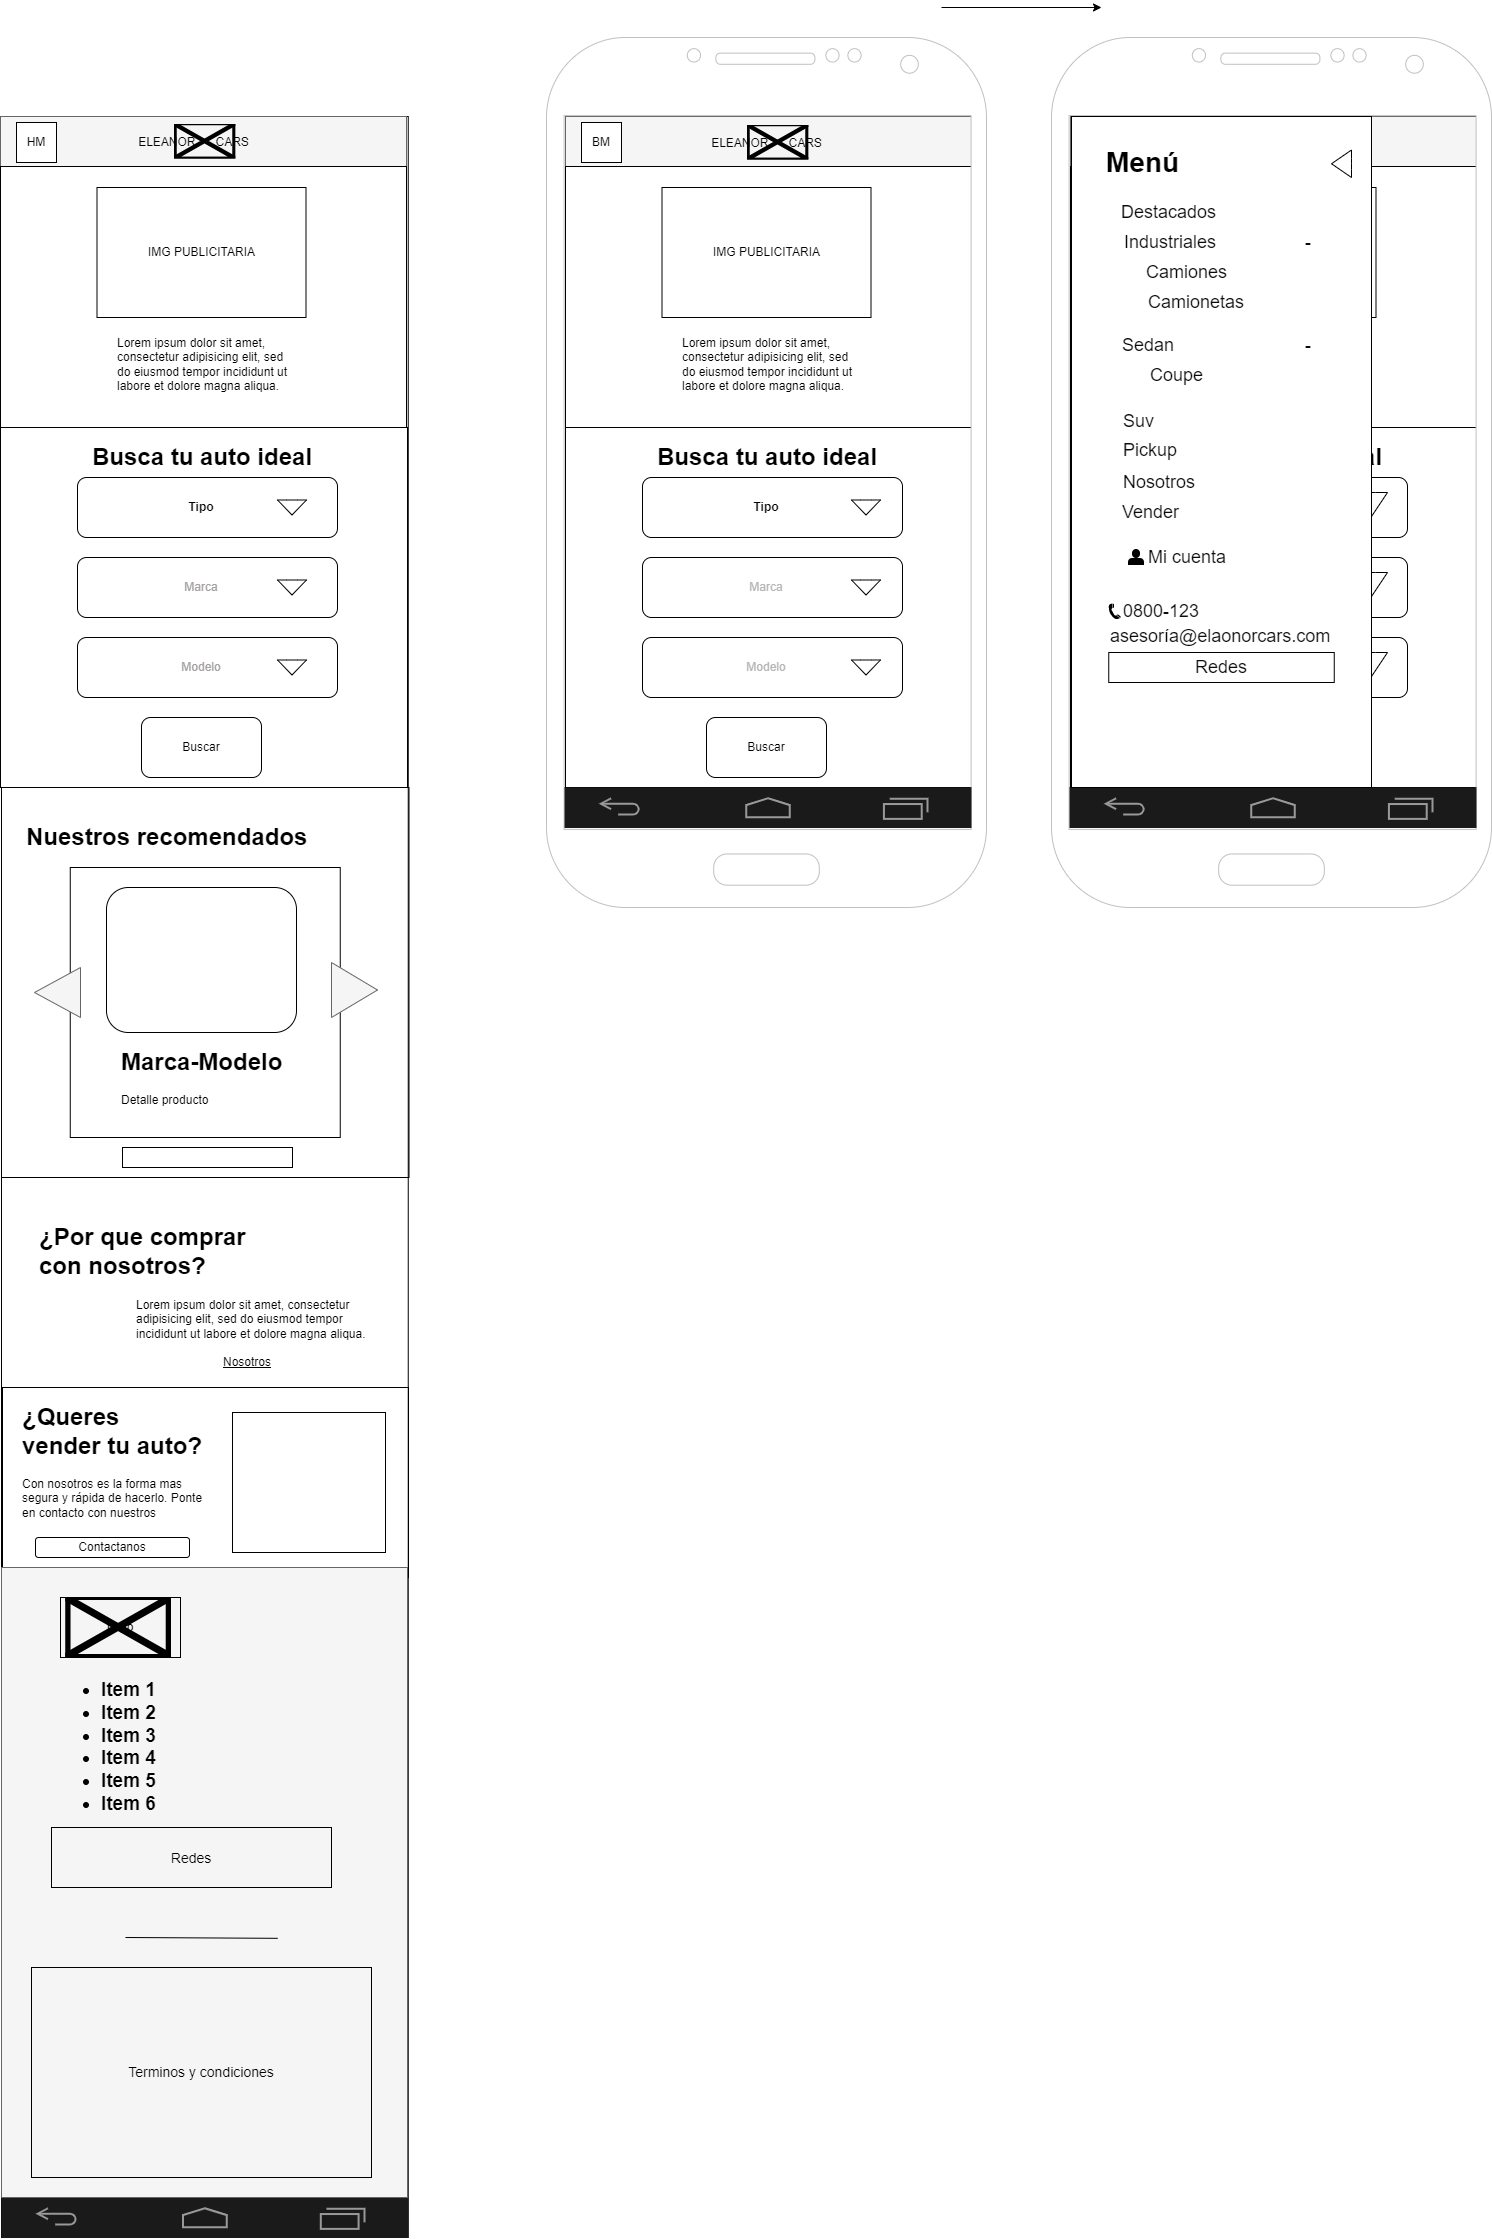 HM
ELEANOR CARS
IMG PUBLICITARIA
Lorem ipsum dolor sit amet,
consectetur adipisicing elit, sed
do eiusmod tempor incididunt ut
labore et dolore magna aliqua.
Busca tu auto ideal
Tipo
Marca
Modelo
Buscar
Nuestros recomendados
Marca-Modelo
Detalle producto
¿Por que comprar
con nosotros?
Lorem ipsum dolor sit amet, consectetur
adipisicing elit, sed do eiusmod tempor
incididunt ut labore et dolore magna aliqua.
Nosotros
¿Queres
vender tu auto?
Con nosotros es la forma mas
segura y rápida de hacerlo. Ponte
en contacto con nuestros
Contactanos
Item 1
Item 2
Item 3
Item 4
Item 5
Item 6
Redes
Terminos y condiciones
BM
ELEANOR CARS
IMG PUBLICITARIA
Lorem ipsum dolor sit amet,
consectetur adipisicing elit, sed
do eiusmod tempor incididunt ut
labore et dolore magna aliqua.
Busca tu auto ideal
Tipo
Marca
Modelo
Buscar
Menú
Destacados
Industriales -
Camiones
Camionetas
Sedan -
Coupe
Suv
Pickup
Nosotros
Vender
Mi cuenta
0800-123
asesoría@elaonorcars.com
Redes